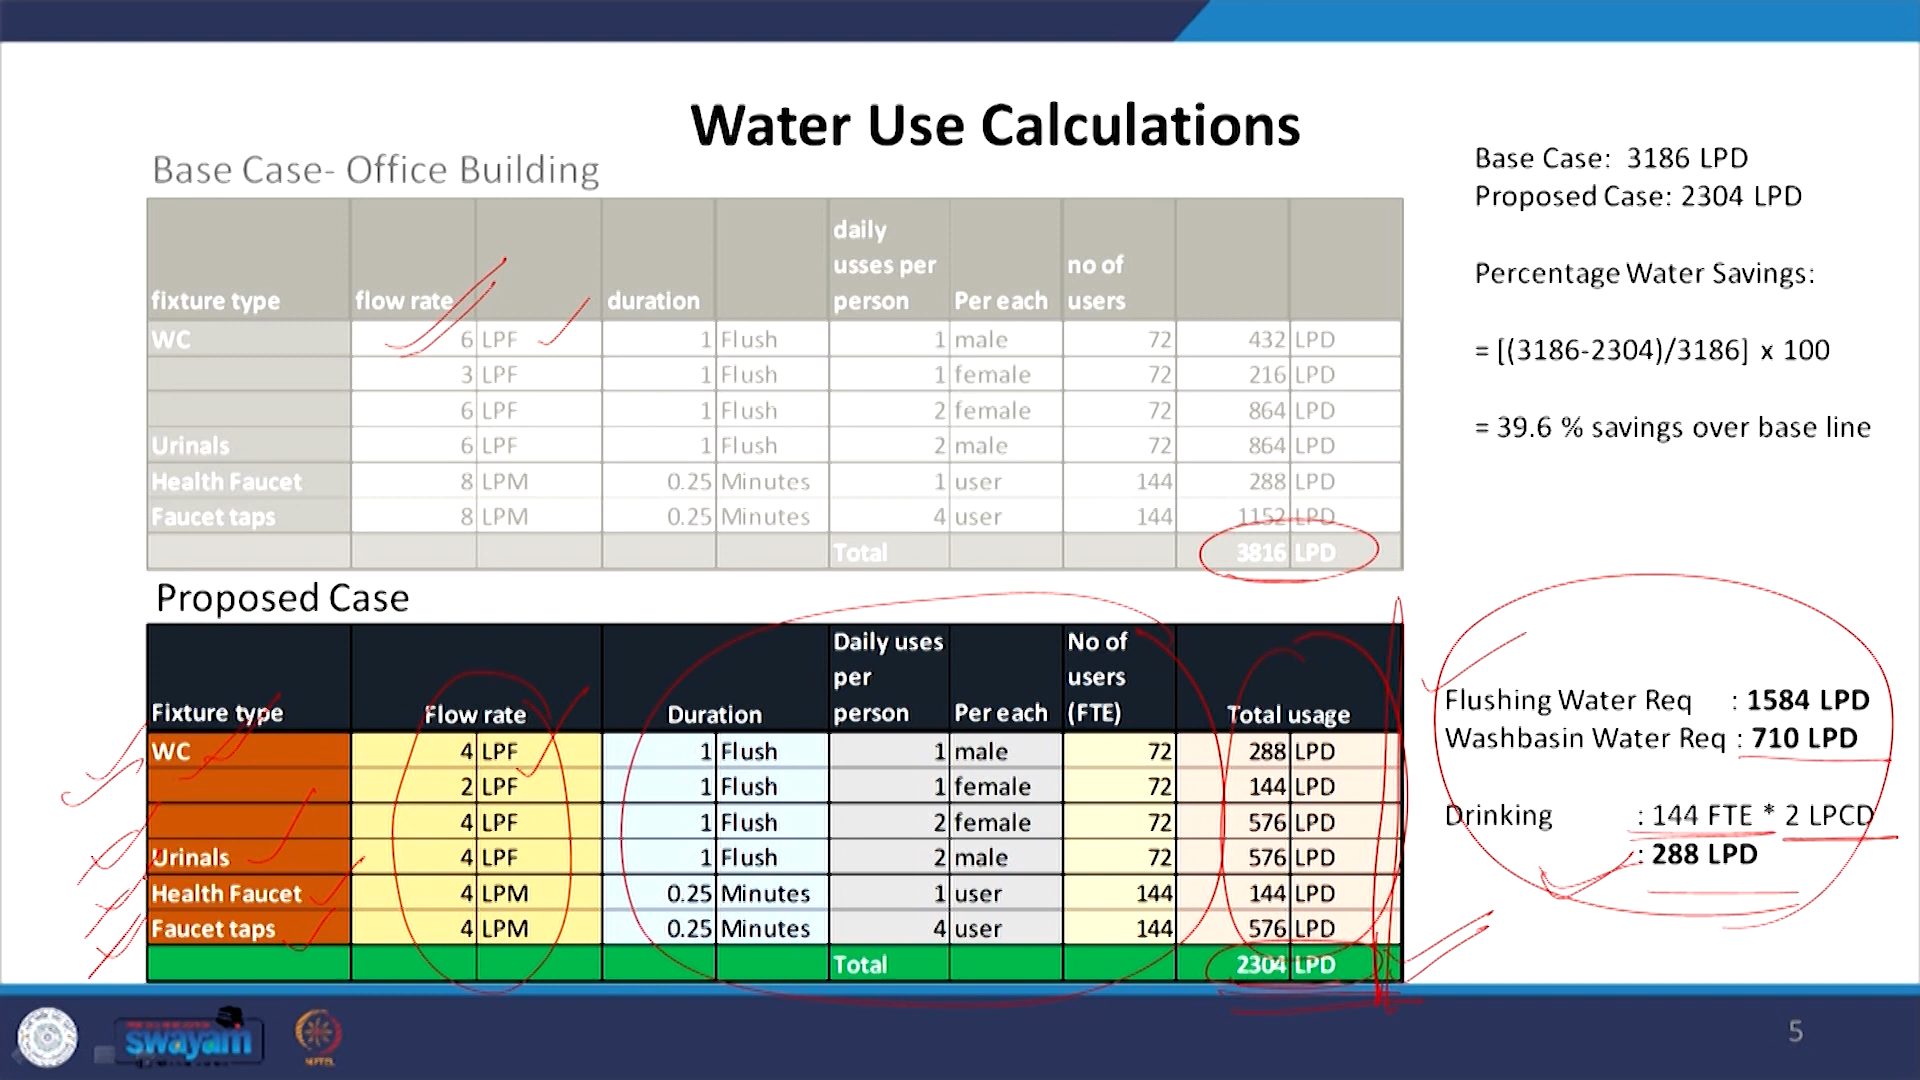 Water Use Calculations
Base Case- Office Building
fixture type flow rate duration daily usses per person Per each no of users
WC 6 LPF 1 Flush 1 male 72 432 LPD
3 LPF 1 Flush 1 female 72 216 LPD
6 LPF 1 Flush 2 female 72 864 LPD
Urinals 6 LPF 1 Flush 2 male 72 864 LPD
Health Faucet 8 LPM 0.25 Minutes 1 user 144 288 LPD
Faucet taps 8 LPM 0.25 Minutes 4 user 144 1152 LPD
Total 3816 LPD
Proposed Case
Fixture type Flow rate Duration Daily uses per person Per each No of users (FTE) Total usage
WC 4 LPF 1 Flush 1 male 72 288 LPD
2 LPF 1 Flush 1 female 72 144 LPD
4 LPF 1 Flush 2 female 72 576 LPD
Urinals 4 LPF 1 Flush 2 male 72 576 LPD
Health Faucet 4 LPM 0.25 Minutes 1 user 144 144 LPD
Faucet taps 4 LPM 0.25 Minutes 4 user 144 576 LPD
Total 2304 LPD
Base Case: 3186 LPD
Proposed Case: 2304 LPD
Percentage Water Savings:
= [(3186-2304)/3186] x 100
= 39.6 % savings over base line
Flushing Water Req : 1584 LPD
Washbasin Water Req : 710 LPD
Drinking : 144 FTE * 2 LPCD
: 288 LPD
swayam
5